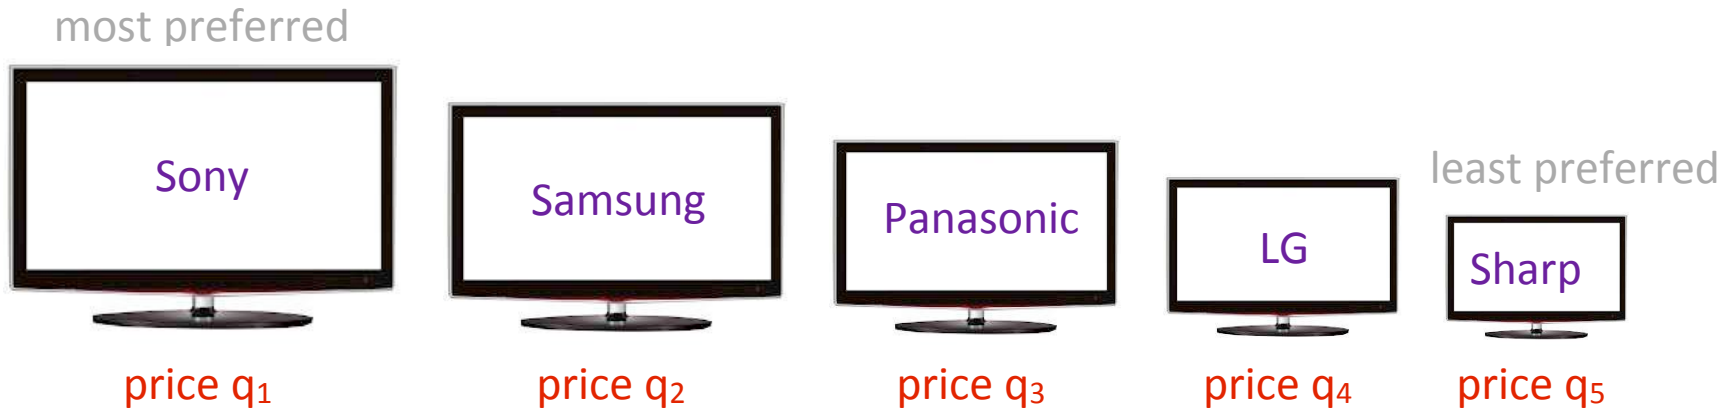 most preferred
Sony
Samsung
Panasonic
LG
Sharp
least preferred
price q₁
price q₂
price q₃
price q₄
price q₅